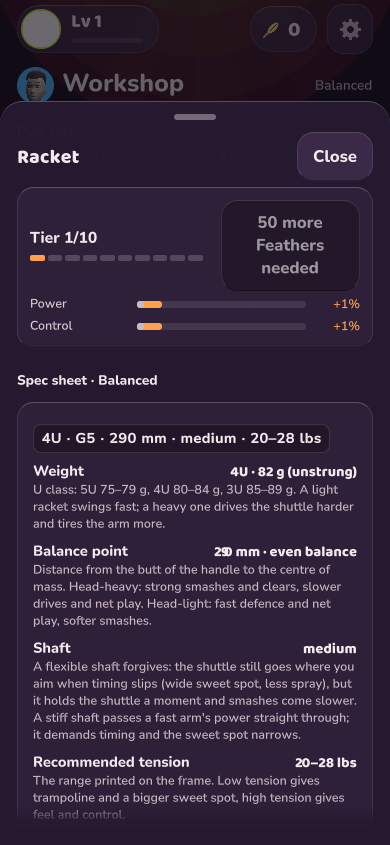 Lv 1
0
Workshop
Balanced
Racket
Close
Tier 1/10
50 more
Feathers
needed
Power
+1%
Control
+1%
Spec sheet · Balanced
4U · G5 · 290 mm · medium · 20–28 lbs
Weight
4U · 82 g (unstrung)
U class: 5U 75–79 g, 4U 80–84 g, 3U 85–89 g. A light
racket swings fast; a heavy one drives the shuttle harder
and tires the arm more.
Balance point
290 mm · even balance
Distance from the butt of the handle to the centre of
mass. Head-heavy: strong smashes and clears, slower
drives and net play. Head-light: fast defence and net
play, softer smashes.
Shaft
medium
A flexible shaft forgives: the shuttle still goes where you
aim when timing slips (wide sweet spot, less spray), but
it holds the shuttle a moment and smashes come slower.
A stiff shaft passes a fast arm's power straight through;
it demands timing and the sweet spot narrows.
Recommended tension
20–28 lbs
The range printed on the frame. Low tension gives
trampoline and a bigger sweet spot, high tension gives
feel and control.